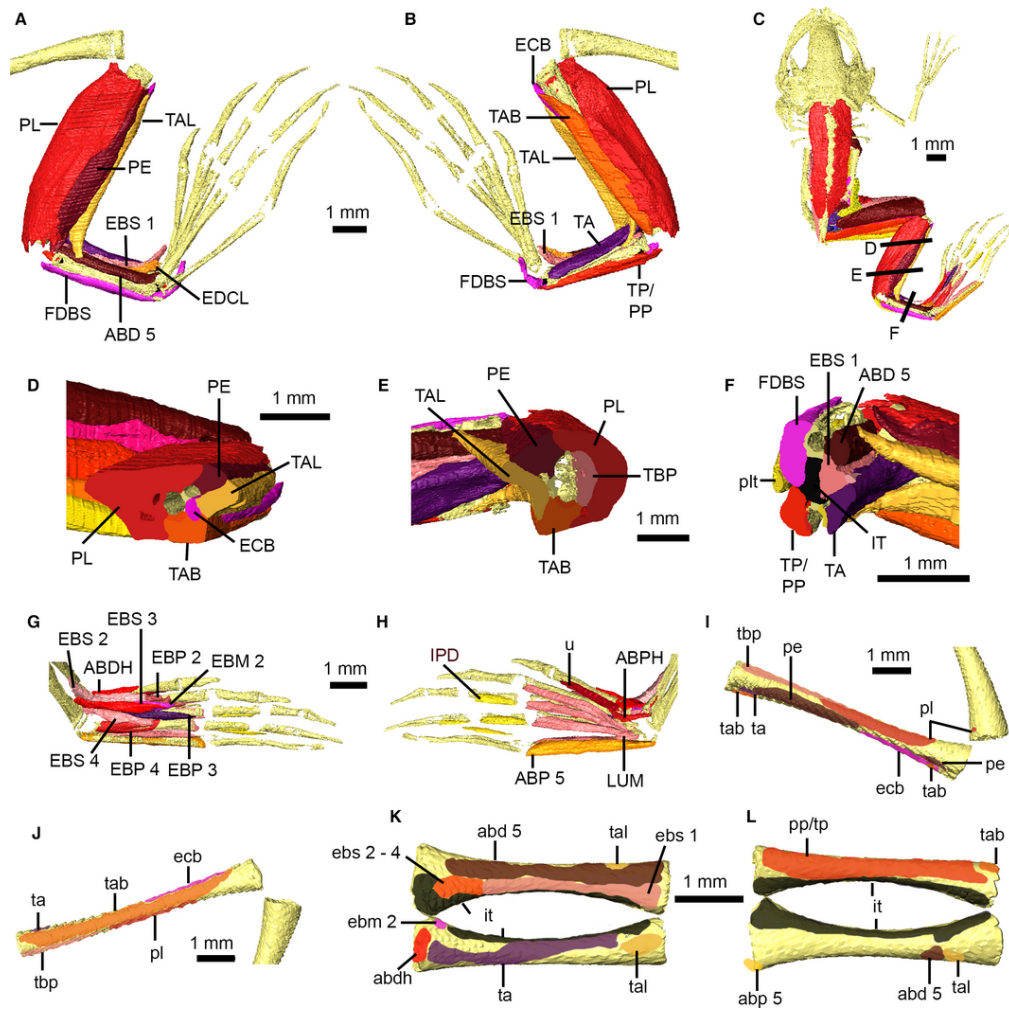 A
PL
TAL
PE
EBS 1
EDCL
FDBS
ABD 5
1 mm
B
ECB
PL
TAB
TAL
EBS 1
TA
FDBS
TP/
PP
C
1 mm
D
E
F
D
PE
1 mm
TAL
ECB
PL
TAB
E
PE
TAL
PL
TBP
TAB
1 mm
F
EBS 1
ABD 5
FDBS
plt
IT
TP/
PP
TA
1 mm
G
EBS 3
EBS 2
EBP 2
ABDH
EBM 2
1 mm
EBS 4
EBP 4
EBP 3
H
u
IPD
ABPH
ABP 5
LUM
I
tbp
pe
1 mm
tab
ta
pl
pe
ecb
tab
J
ecb
tab
ta
pl
tbp
1 mm
K
abd 5
tal
ebs 2 - 4
ebs 1
it
ebm 2
abdh
ta
tal
1 mm
L
pp/tp
tab
it
abp 5
abd 5
tal